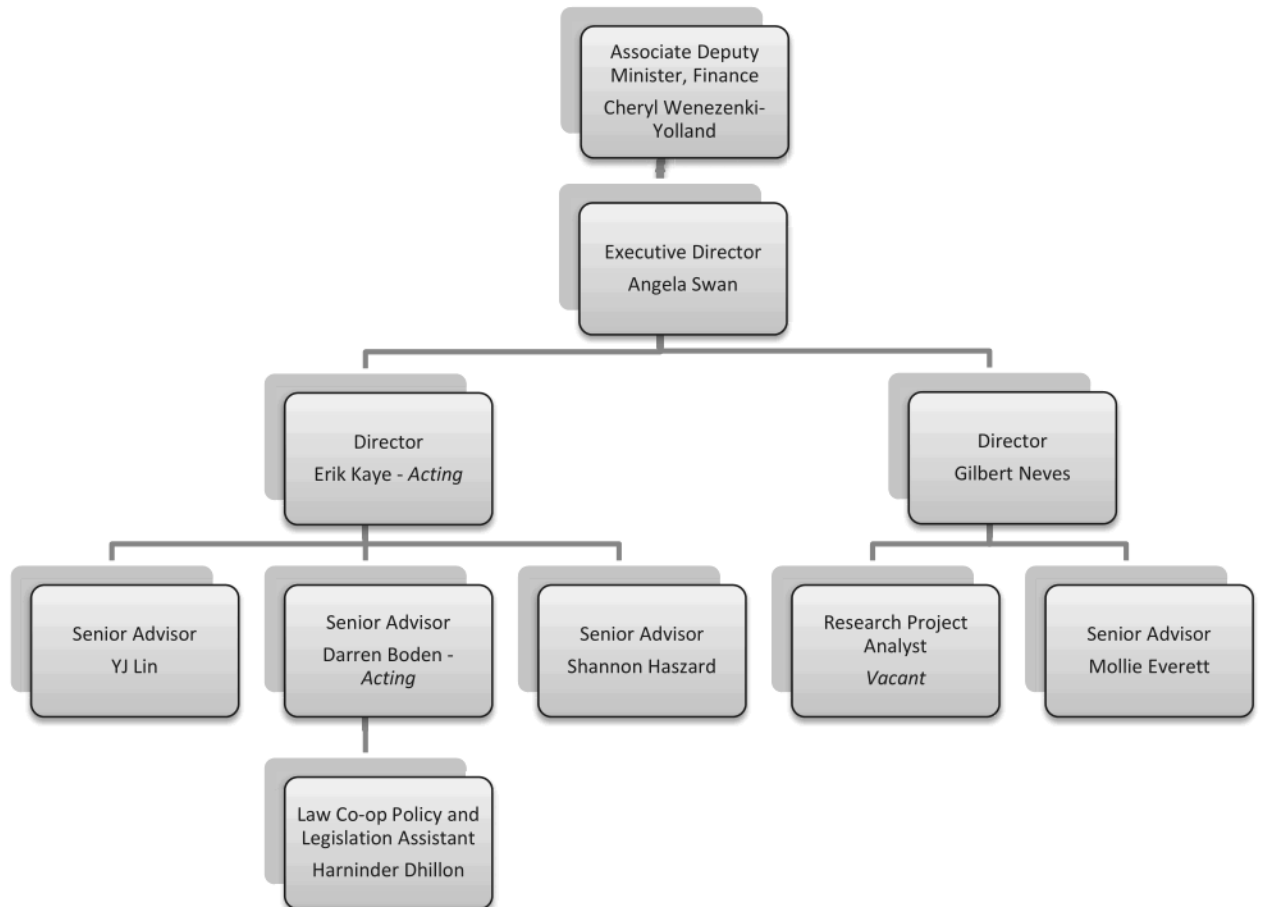 Associate Deputy
Minister, Finance
Cheryl Wenezenki-
Yolland
Executive Director
Angela Swan
Director
Erik Kaye - Acting
Director
Gilbert Neves
Senior Advisor
YJ Lin
Senior Advisor
Darren Boden -
Acting
Senior Advisor
Shannon Haszard
Research Project
Analyst
Vacant
Senior Advisor
Mollie Everett
Law Co-op Policy and
Legislation Assistant
Harninder Dhillon